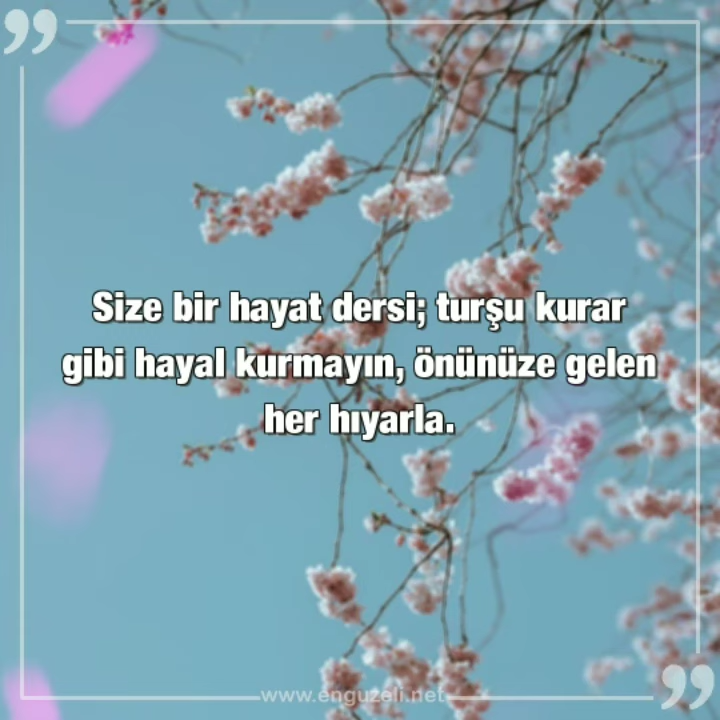 Size bir hayat dersi; turşu kurar
gibi hayal kurmayın, önünüze gelen
her hıyarla.
www.enguzeli.net